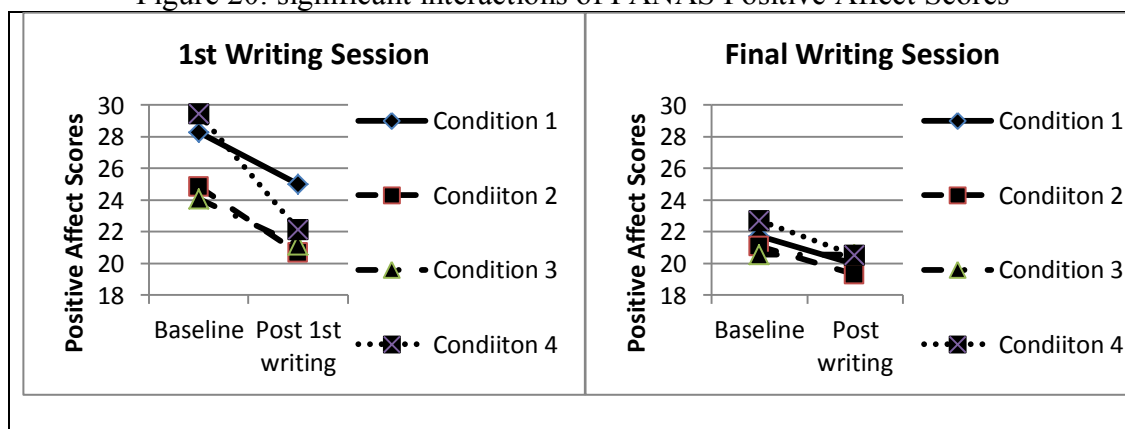 Figure 20: significant interactions of PANAS Positive Affect Scores
1st Writing Session
Positive Affect Scores
30
28
26
24
22
20
18
Baseline
Post 1st
writing
Condition 1
Condiiton 2
Condition 3
Condiiton 4
Final Writing Session
Positive Affect Scores
30
28
26
24
22
20
18
Baseline
Post
writing
Condition 1
Condiiton 2
Condition 3
Condiiton 4